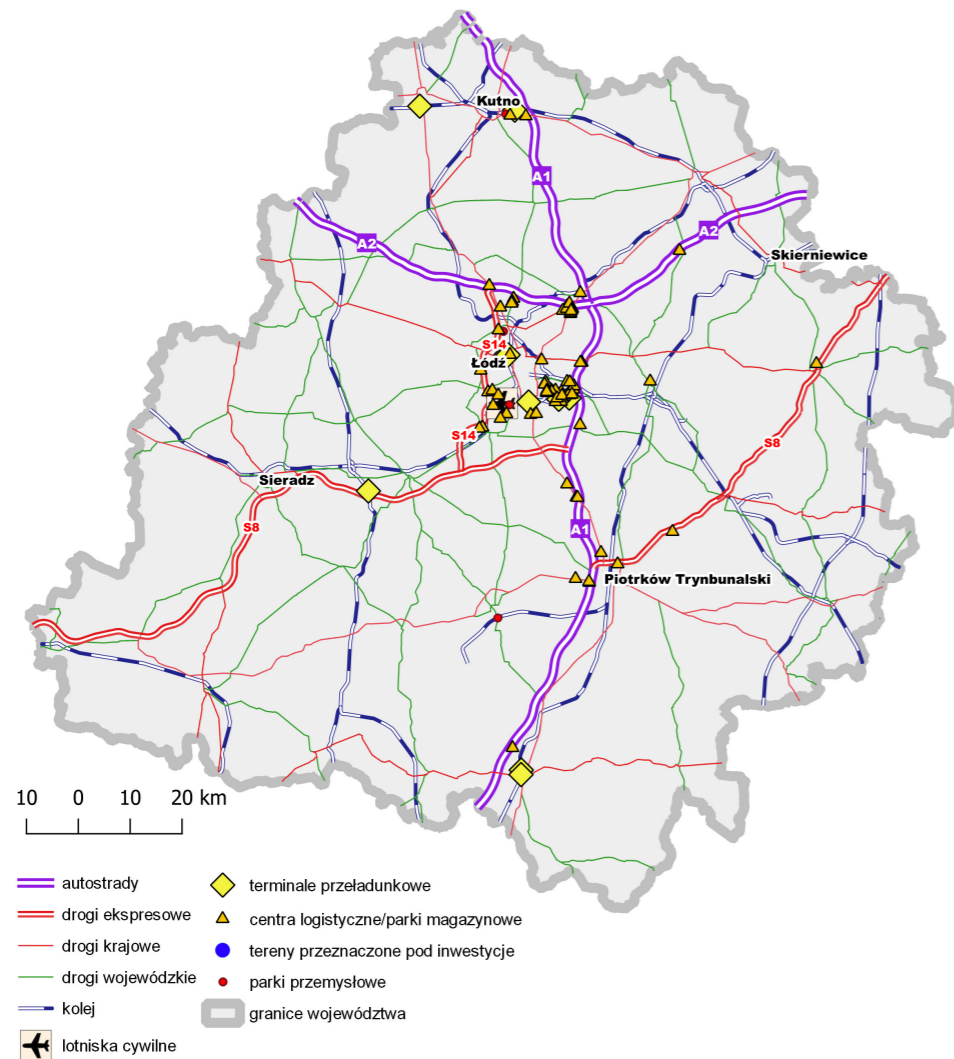 Kutno
A1
A2
A2
Skierniewice
S14
Łódź
S14
S8
Sieradz
S8
A1
Piotrków Trynbunalski
10 0 10 20 km
autostrady
drogi ekspresowe
drogi krajowe
drogi wojewódzkie
kolej
lotniska cywilne
terminale przeładunkowe
centra logistyczne/parki magazynowe
tereny przeznaczone pod inwestycje
parki przemysłowe
granice województwa